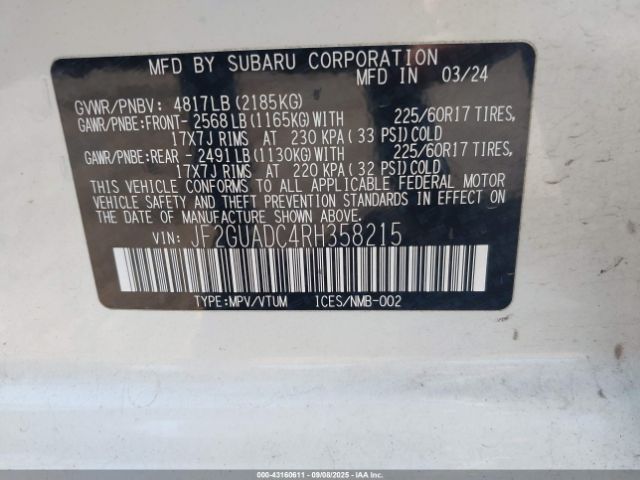 MFD BY SUBARU CORPORATION
MFD IN 03/24
GVWR/PNBV: 4817LB (2185KG)
GAWR/PNBE:FRONT- 2568 LB (1165KG) WITH 225/60R17 TIRES,
17X7J RIMS AT 230 KPA (33 PSI) COLD
GAWR/PNBE:REAR - 2491 LB (1130KG) WITH 225/60R17 TIRES,
17X7J RIMS AT 220 KPA (32 PSI) COLD
THIS VEHICLE CONFORMS TO ALL APPLICABLE FEDERAL MOTOR
VEHICLE SAFETY AND THEFT PREVENTION STANDARDS IN EFFECT ON
THE DATE OF MANUFACTURE SHOWN ABOVE.
VIN: JF2GUADC4RH358215
TYPE:MPV/VTUM ICES/NMB-002
000-43160611 - 09/08/2025 - Copyright IAA, Inc.